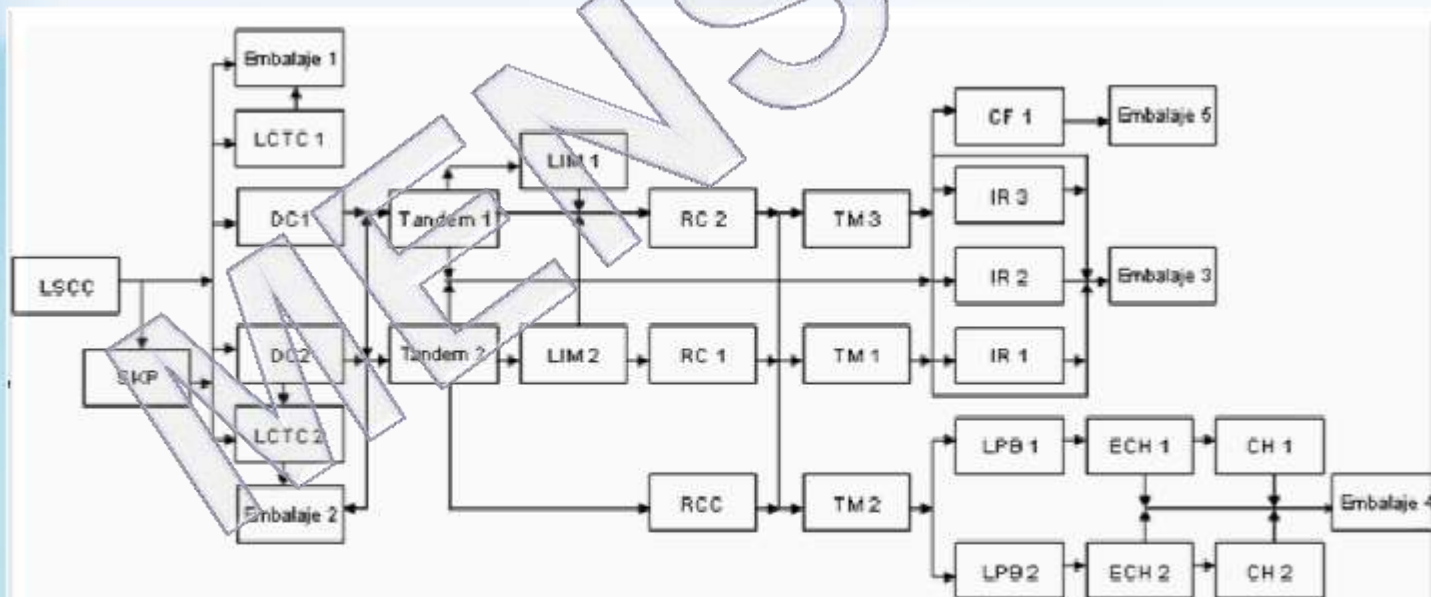 Embalaje 1
LCTC 1
DC1
LSCC
SKP
DC2
LCTC 2
Embalaje 2
Tandem 1
Tandem 2
LIM 1
LIM 2
RC 2
RC 1
RCC
TM 3
TM 1
TM 2
CF 1
Embalaje 5
IR 3
IR 2
Embalaje 3
IR 1
LPB 1
ECH 1
CH 1
Embalaje 4
LPB 2
ECH 2
CH 2
MENS